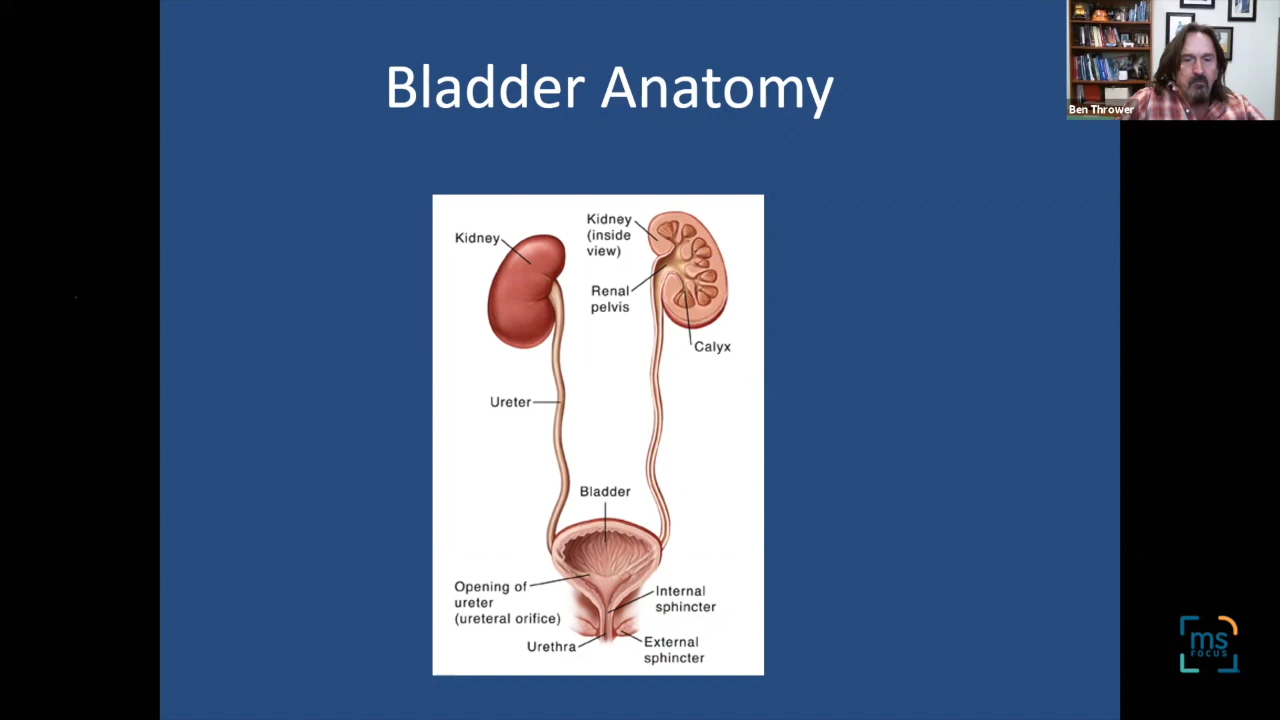 Bladder Anatomy
Ben Thrower
Kidney
Kidney
(inside
view)
Renal
pelvis
Calyx
Ureter
Bladder
Opening of
ureter
(ureteral orifice)
Internal
sphincter
Urethra
External
sphincter
ms
FOCUS